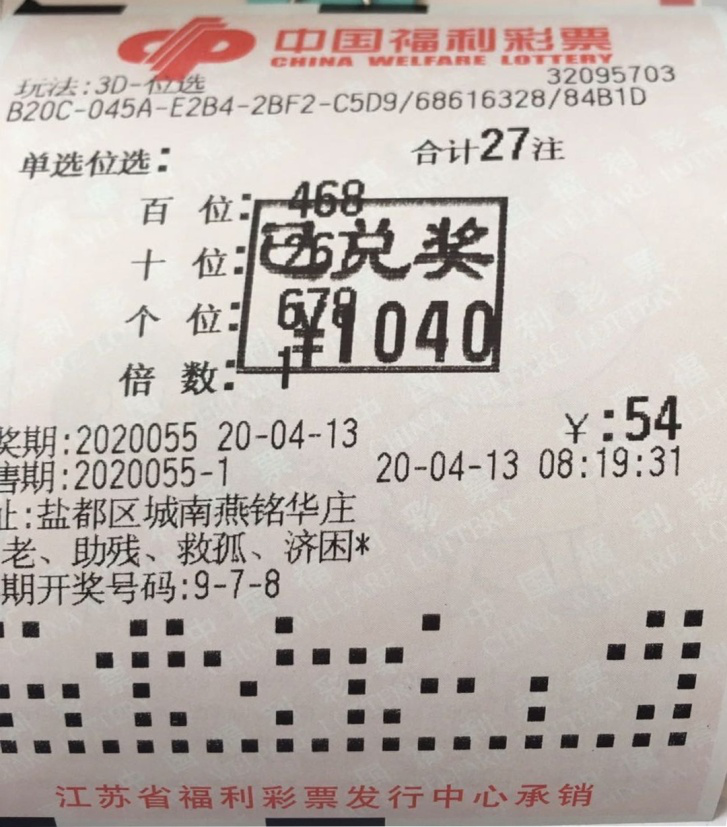 中国福利彩票
CHINA WELFARE LOTTERY
玩法:3D-位选 32095703
B20C-045A-E2B4-2BF2-C5D9/68616328/84B1D
单选位选: 合计27注
百 位: 468
十 位:
已兑奖
个 位: 678
¥1040
倍 数: 1
奖期:2020055 20-04-13 ¥:54
售期:2020055-1 20-04-13 08:19:31
址:盐都区城南燕铭华庄
老、助残、救孤、济困*
期开奖号码:9-7-8
江苏省福利彩票发行中心承销